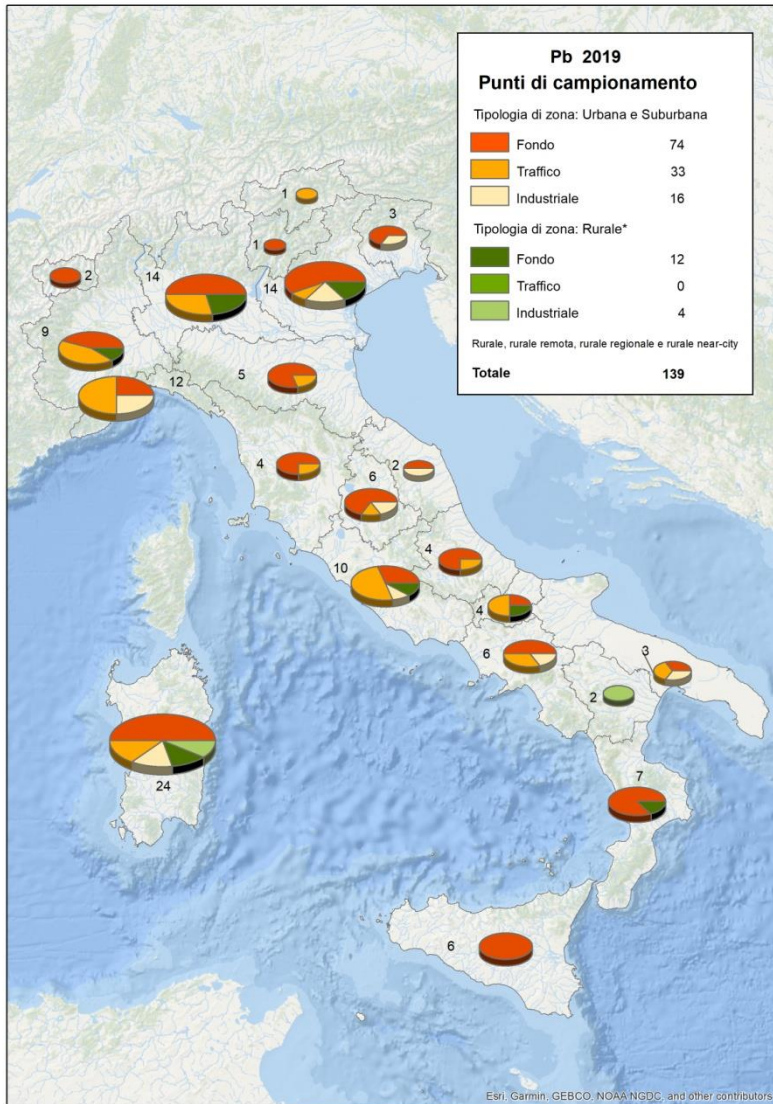 Pb 2019
Punti di campionamento
Tipologia di zona: Urbana e Suburbana
Fondo 74
Traffico 33
Industriale 16
Tipologia di zona: Rurale*
Fondo 12
Traffico 0
Industriale 4
Rurale, rurale remota, rurale regionale e rurale near-city
Totale 139
1
3
1
2
14
14
9
12
5
4
6
2
4
10
4
6
3
2
24
7
6
Esri, Garmin, GEBCO, NOAA NGDC, and other contributors